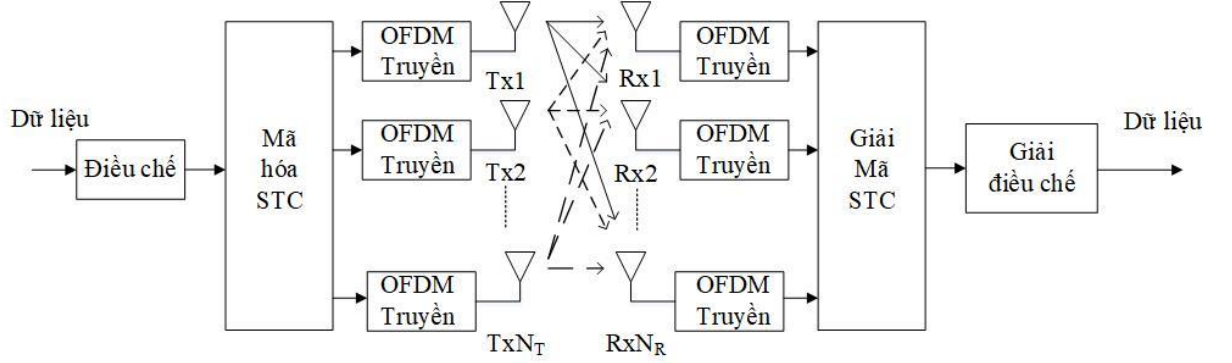 OFDM
Truyền
Tx1
Rx1
OFDM
Truyền
Dữ liệu
Điều chế
Mã
hóa
STC
OFDM
Truyền
Tx2
Rx2
OFDM
Truyền
Giải
Mã
STC
Giải
điều chế
Dữ liệu
OFDM
Truyền
TxN_T
RxN_R
OFDM
Truyền